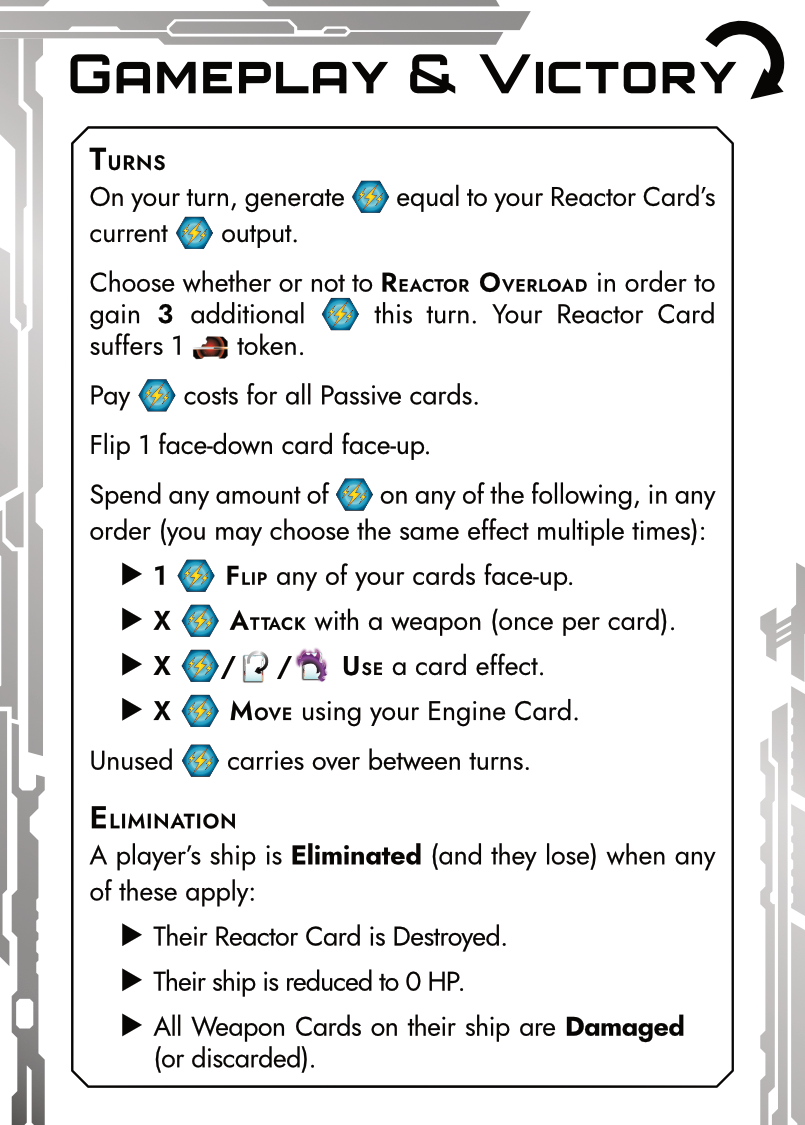 Gameplay & Victory
Turns
On your turn, generate equal to your Reactor Card's
current output.
Choose whether or not to Reactor Overload in order to
gain 3 additional this turn. Your Reactor Card
suffers 1 token.
Pay costs for all Passive cards.
Flip 1 face-down card face-up.
Spend any amount of on any of the following, in any
order (you may choose the same effect multiple times):
▶ 1 Flip any of your cards face-up.
▶ X Attack with a weapon (once per card).
▶ X / / Use a card effect.
▶ X Move using your Engine Card.
Unused carries over between turns.
Elimination
A player's ship is Eliminated (and they lose) when any
of these apply:
▶ Their Reactor Card is Destroyed.
▶ Their ship is reduced to 0 HP.
▶ All Weapon Cards on their ship are Damaged
(or discarded).